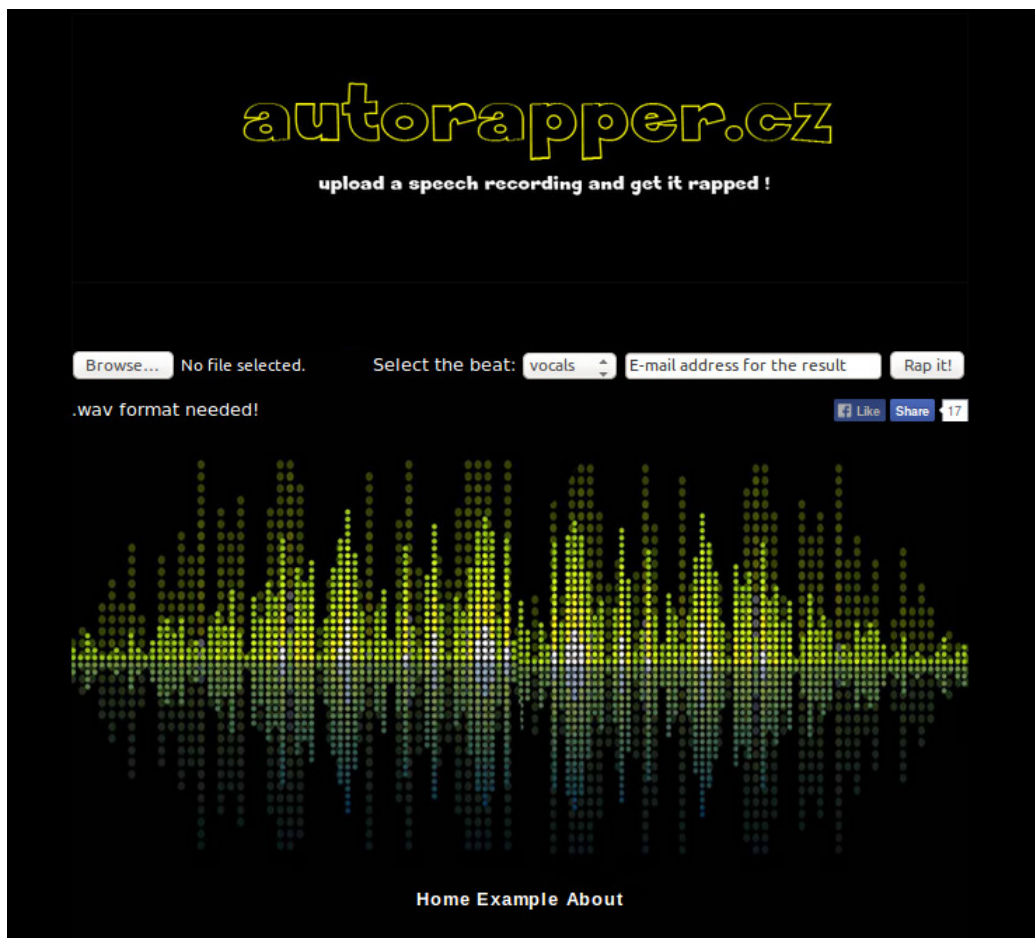 autorapper.cz
upload a speech recording and get it rapped !
Browse... No file selected. Select the beat: vocals E-mail address for the result Rap it!
.wav format needed! Like Share 17
Home Example About